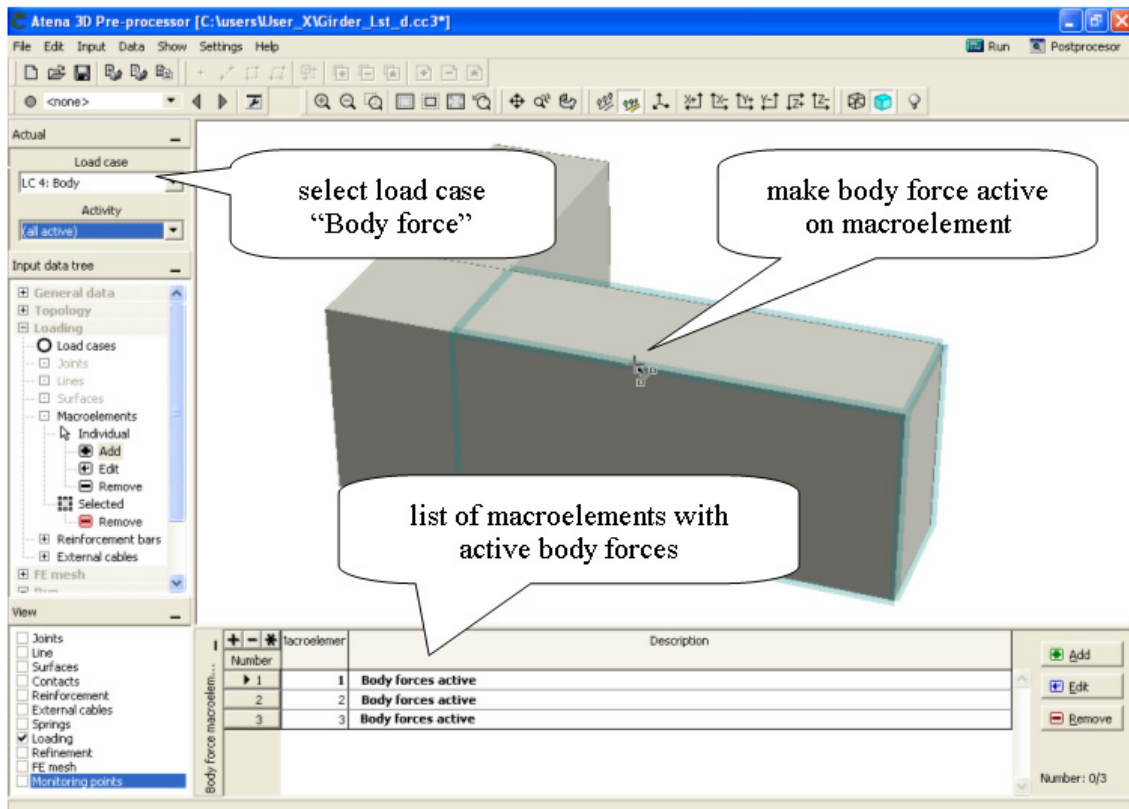 Atena 3D Pre-processor [C:\users\User_X\Girder_Lst_d.cc3*]
File Edit Input Data Show Settings Help
Run Postprocesor
<none>
Actual
Load case
LC 4: Body
Activity
(all active)
Input data tree
General data
Topology
Loading
Load cases
Joints
Lines
Surfaces
Macroelements
Individual
Add
Edit
Remove
Selected
Remove
Reinforcement bars
External cables
FE mesh
View
Joints
Line
Surfaces
Contacts
Reinforcement
External cables
Springs
Loading
Refinement
FE mesh
Monitoring points
select load case
“Body force”
make body force active
on macroelement
list of macroelements with
active body forces
Body force macroelem...
Number Macroelemer Description
1 1 Body forces active
2 2 Body forces active
3 3 Body forces active
Add
Edit
Remove
Number: 0/3